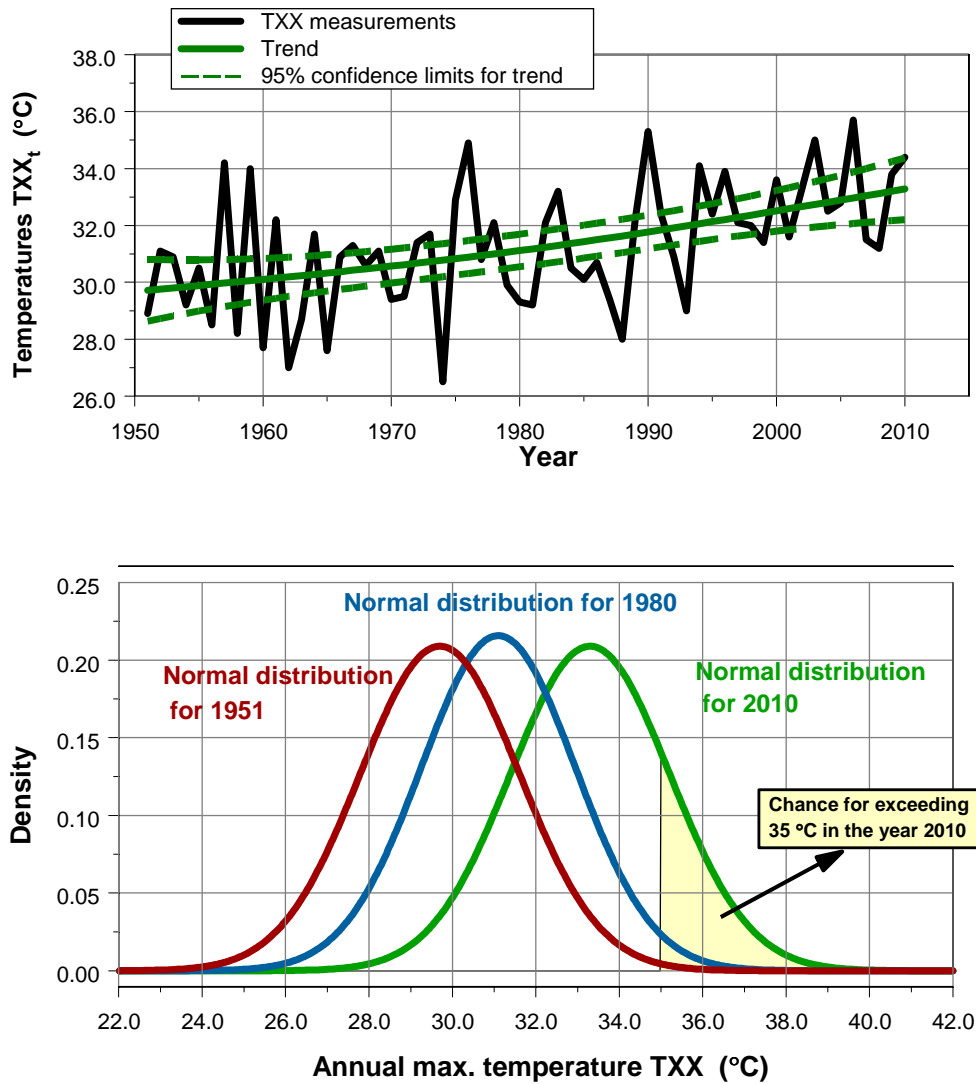 TXX measurements
Trend
95% confidence limits for trend
Temperatures TXXt (°C)
38.0
36.0
34.0
32.0
30.0
28.0
26.0
1950 1960 1970 1980 1990 2000 2010
Year
Density
0.25
0.20
0.15
0.10
0.05
0.00
Normal distribution for 1980
Normal distribution
for 1951
Normal distribution
for 2010
Chance for exceeding
35 °C in the year 2010
22.0 24.0 26.0 28.0 30.0 32.0 34.0 36.0 38.0 40.0 42.0
Annual max. temperature TXX (°C)